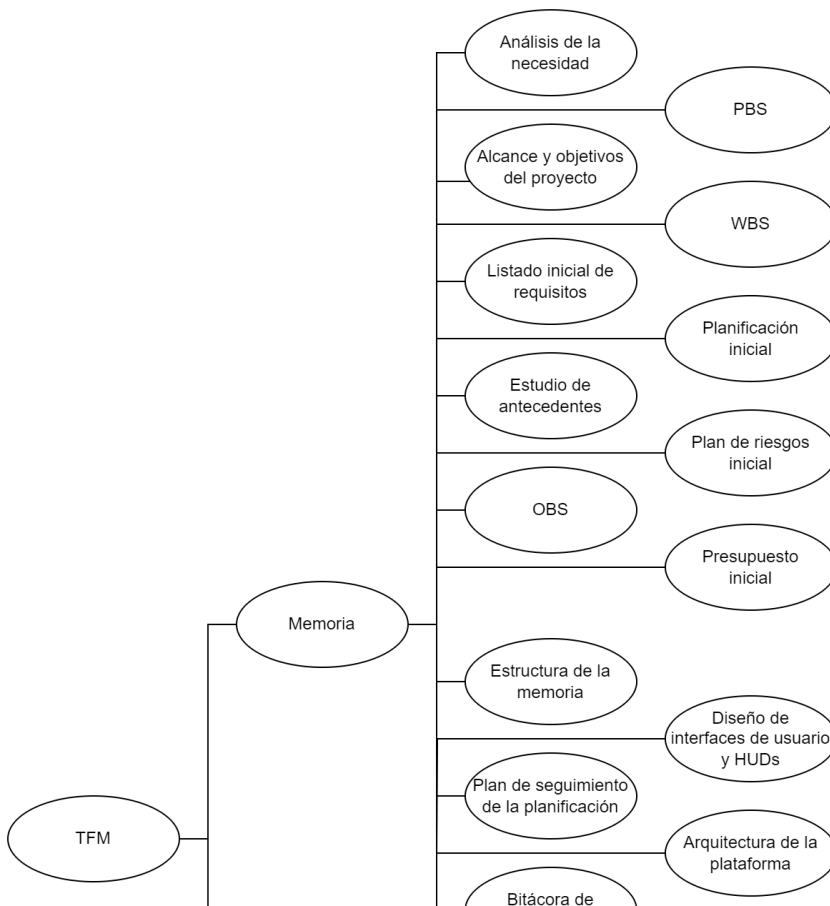 Análisis de la
necesidad
PBS
Alcance y objetivos
del proyecto
WBS
Listado inicial de
requisitos
Planificación
inicial
Estudio de
antecedentes
Plan de riesgos
inicial
OBS
Presupuesto
inicial
Memoria
Estructura de la
memoria
Diseño de
interfaces de usuario
y HUDs
Plan de seguimiento
de la planificación
TFM
Arquitectura de la
plataforma
Bitácora de